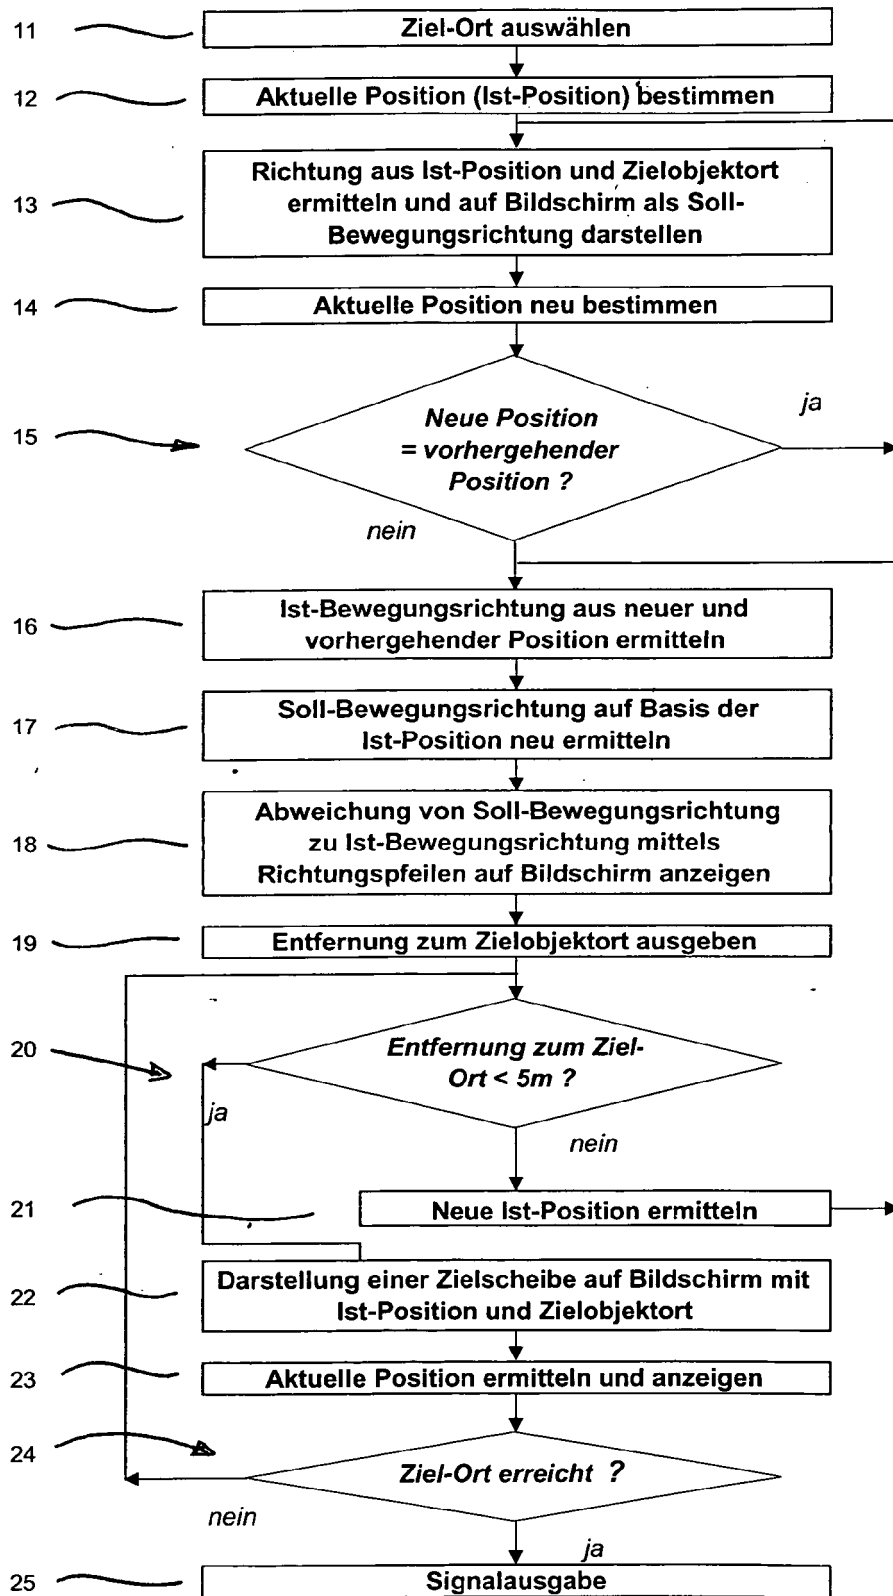 11 Ziel-Ort auswählen
12 Aktuelle Position (Ist-Position) bestimmen
13 Richtung aus Ist-Position und Zielobjektort
ermitteln und auf Bildschirm als Soll-
Bewegungsrichtung darstellen
14 Aktuelle Position neu bestimmen
15 Neue Position
= vorhergehender
Position ?
ja
nein
16 Ist-Bewegungsrichtung aus neuer und
vorhergehender Position ermitteln
17 Soll-Bewegungsrichtung auf Basis der
Ist-Position neu ermitteln
18 Abweichung von Soll-Bewegungsrichtung
zu Ist-Bewegungsrichtung mittels
Richtungspfeilen auf Bildschirm anzeigen
19 Entfernung zum Zielobjektort ausgeben
20 Entfernung zum Ziel-
Ort < 5m ?
ja
nein
21 Neue Ist-Position ermitteln
22 Darstellung einer Zielscheibe auf Bildschirm mit
Ist-Position und Zielobjektort
23 Aktuelle Position ermitteln und anzeigen
24 Ziel-Ort erreicht ?
nein
ja
25 Signalausgabe